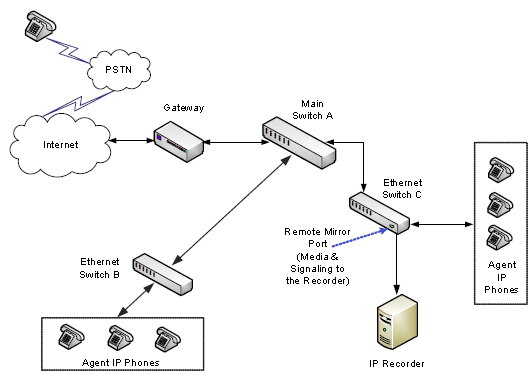 PSTN
Internet
Gateway
Main
Switch A
Ethernet
Switch C
Remote Mirror
Port
(Media &
Signaling to
the Recorder)
Agent
IP
Phones
Ethernet
Switch B
Agent IP Phones
IP Recorder